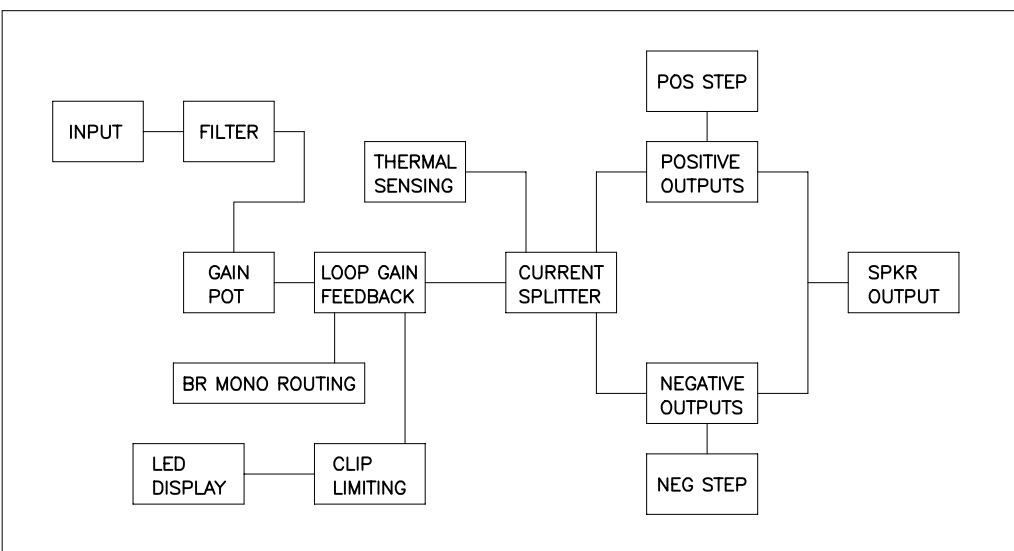 POS STEP
INPUT
FILTER
THERMAL
SENSING
POSITIVE
OUTPUTS
GAIN
POT
LOOP GAIN
FEEDBACK
CURRENT
SPLITTER
SPKR
OUTPUT
BR MONO ROUTING
NEGATIVE
OUTPUTS
LED
DISPLAY
CLIP
LIMITING
NEG STEP